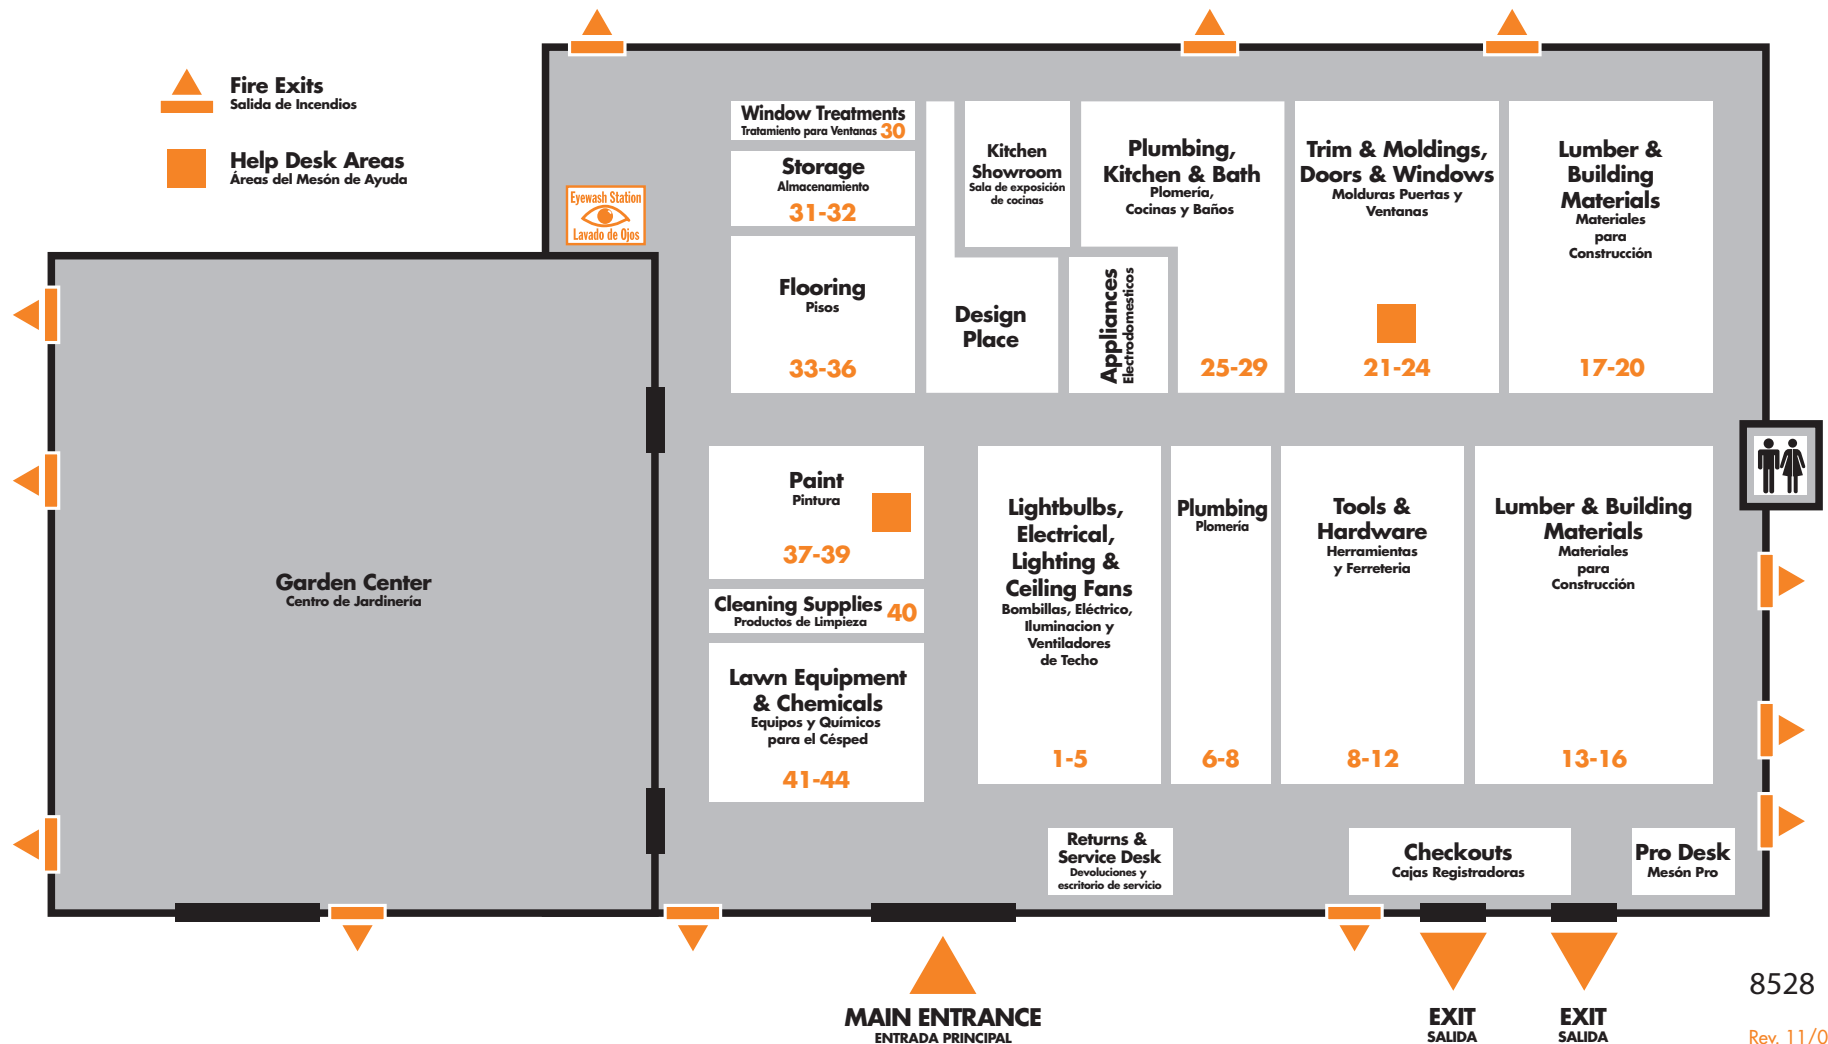 Fire Exits
Salida de Incendios
Help Desk Areas
Áreas del Mesón de Ayuda
Eyewash Station
Lavado de Ojos
Window Treatments
Tratamiento para Ventanas 30
Storage
Almacenamiento
31-32
Flooring
Pisos
33-36
Kitchen
Showroom
Sala de exposición
de cocinas
Design
Place
Appliances
Electrodomesticos
Plumbing,
Kitchen & Bath
Plomería,
Cocinas y Baños
25-29
Trim & Moldings,
Doors & Windows
Molduras Puertas y
Ventanas
21-24
Lumber &
Building
Materials
Materiales
para
Construcción
17-20
Garden Center
Centro de Jardinería
Paint
Pintura
37-39
Cleaning Supplies 40
Productos de Limpieza
Lawn Equipment
& Chemicals
Equipos y Químicos
para el Césped
41-44
Lightbulbs,
Electrical,
Lighting &
Ceiling Fans
Bombillas, Eléctrico,
Iluminacion y
Ventiladores
de Techo
1-5
Plumbing
Plomería
6-8
Tools &
Hardware
Herramientas
y Ferreteria
8-12
Lumber & Building
Materials
Materiales
para
Construcción
13-16
Returns &
Service Desk
Devoluciones y
escritorio de servicio
Checkouts
Cajas Registradoras
Pro Desk
Mesón Pro
MAIN ENTRANCE
ENTRADA PRINCIPAL
EXIT
SALIDA
EXIT
SALIDA
8528
Rev. 11/0